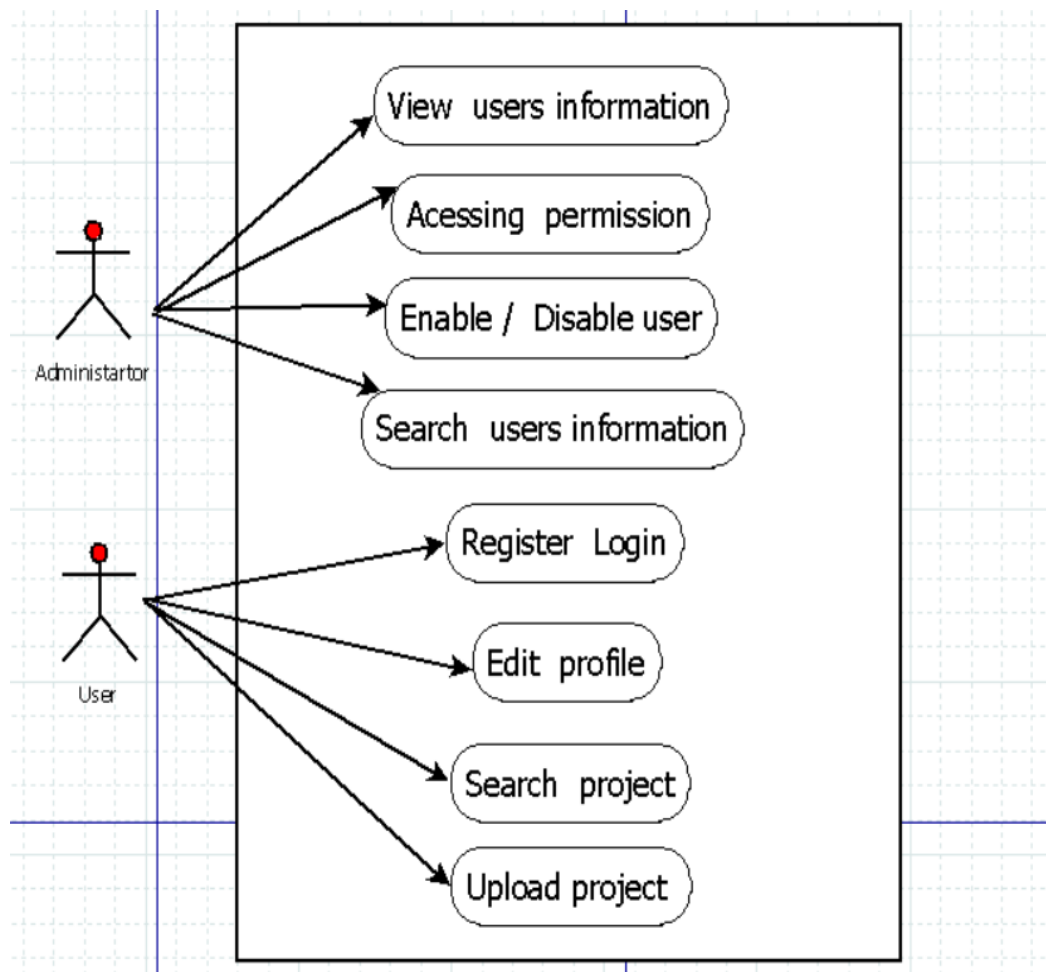 View users information
Acessing permission
Enable / Disable user
Administartor
Search users information
Register Login
Edit profile
User
Search project
Upload project